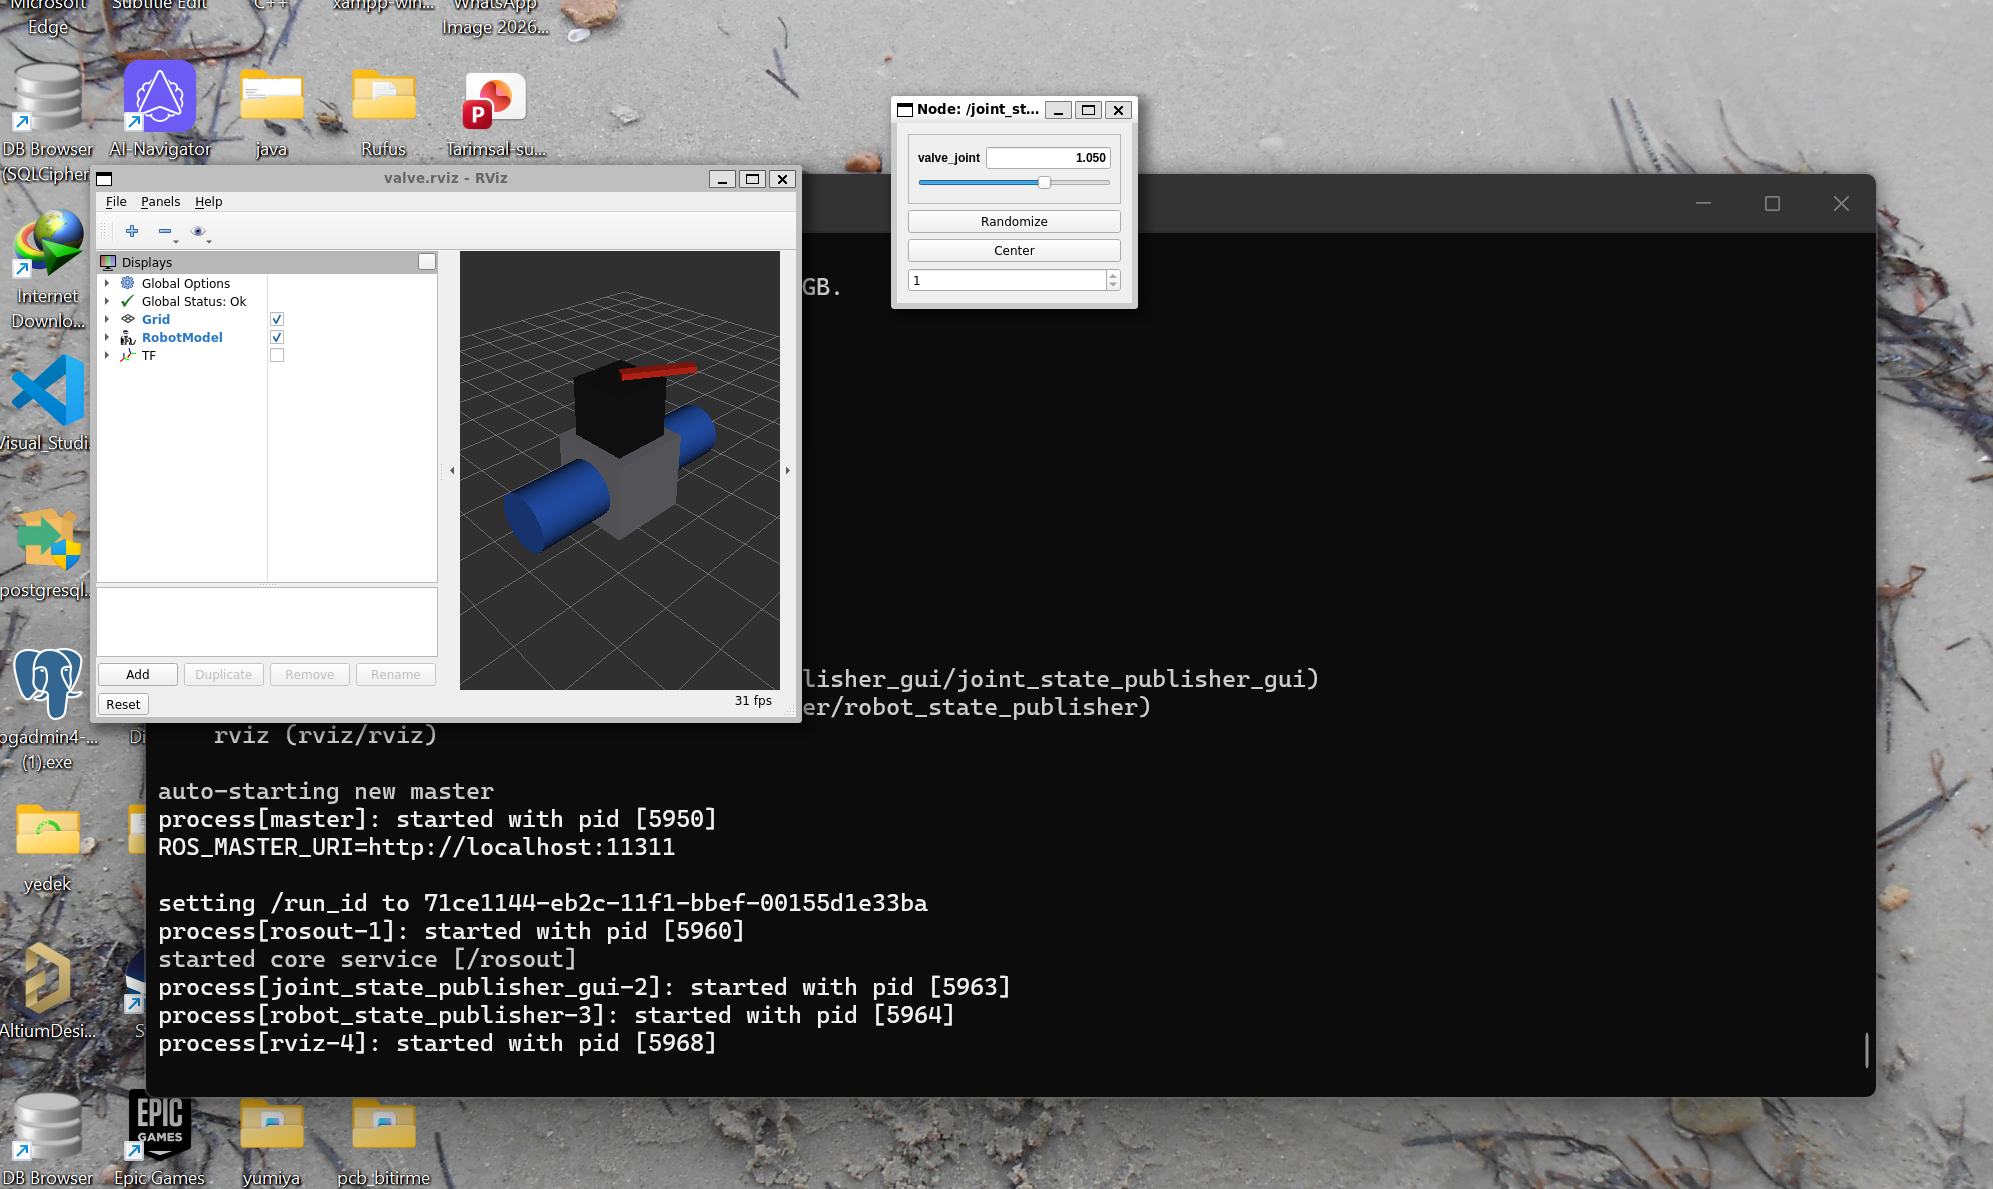 Microsoft
Edge
Subtitle Edit
C++
xampp-win...
WhatsApp
Image 2026...
DB Browser
(SQLCipher
AI-Navigator
java
Rufus
Tarimsal-su...
Internet
Downlo...
Visual_Studi
postgresql...
pgadmin4-...
(1).exe
Di
yedek
AltiumDesi...
S
DB Browser
EPIC
GAMES
Epic Games
yumiya
pcb_bitirme
valve.rviz - RViz
File Panels Help
Displays
Global Options
Global Status: Ok
Grid
RobotModel
TF
Add Duplicate Remove Rename
Reset
31 fps
Node: /joint_st...
valve_joint 1.050
Randomize
Center
1
GB.
lisher_gui/joint_state_publisher_gui)
er/robot_state_publisher)
rviz (rviz/rviz)
auto-starting new master
process[master]: started with pid [5950]
ROS_MASTER_URI=http://localhost:11311
setting /run_id to 71ce1144-eb2c-11f1-bbef-00155d1e33ba
process[rosout-1]: started with pid [5960]
started core service [/rosout]
process[joint_state_publisher_gui-2]: started with pid [5963]
process[robot_state_publisher-3]: started with pid [5964]
process[rviz-4]: started with pid [5968]